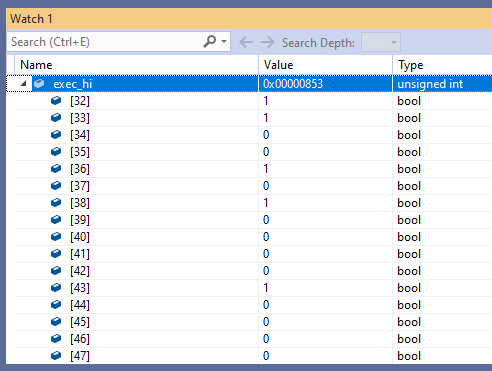 Watch 1
Search (Ctrl+E) Search Depth:
Name Value Type
exec_hi 0x00000853 unsigned int
[32] 1 bool
[33] 1 bool
[34] 0 bool
[35] 0 bool
[36] 1 bool
[37] 0 bool
[38] 1 bool
[39] 0 bool
[40] 0 bool
[41] 0 bool
[42] 0 bool
[43] 1 bool
[44] 0 bool
[45] 0 bool
[46] 0 bool
[47] 0 bool